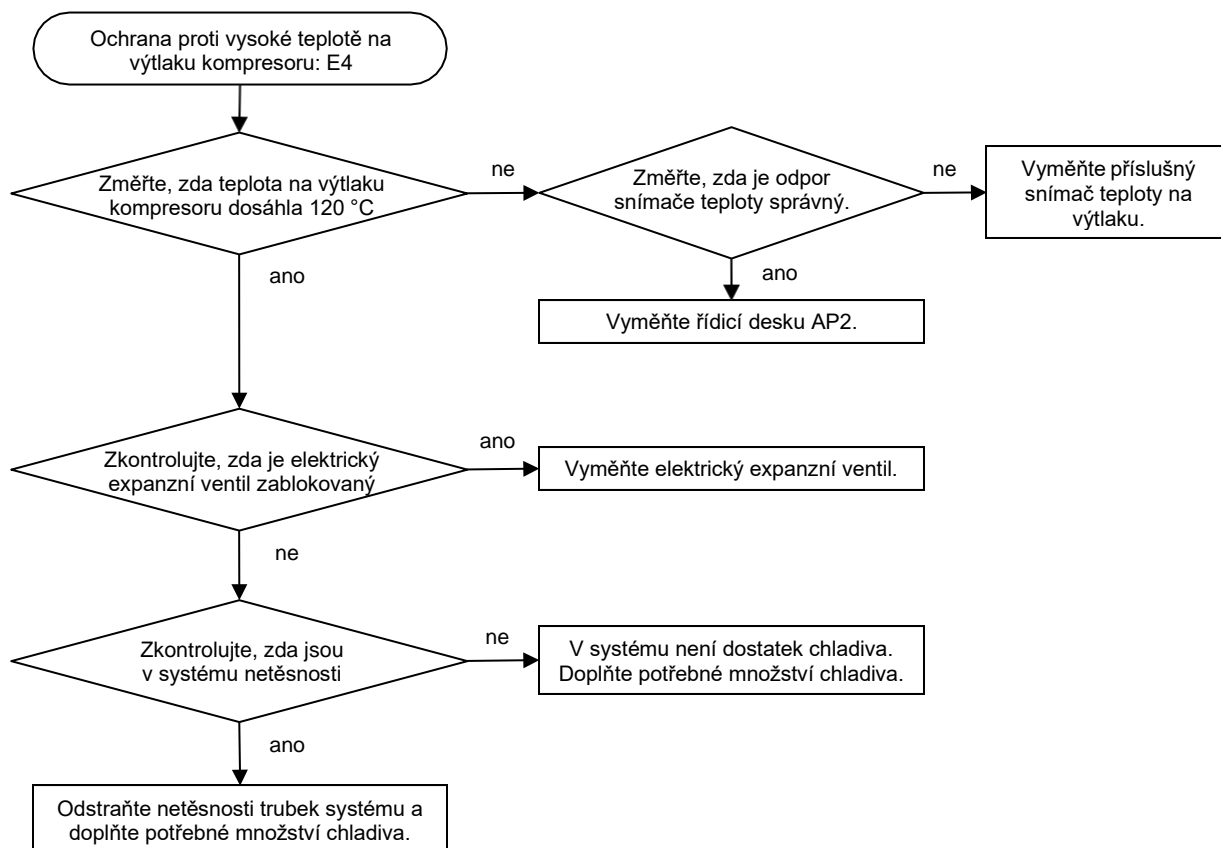 Ochrana proti vysoké teplotě na
výtlaku kompresoru: E4
Změřte, zda teplota na výtlaku
kompresoru dosáhla 120 °C
ne
Změřte, zda je odpor
snímače teploty správný.
ne
Vyměňte příslušný
snímač teploty na
výtlaku.
ano
ano
Vyměňte řídicí desku AP2.
Zkontrolujte, zda je elektrický
expanzní ventil zablokovaný
ano
Vyměňte elektrický expanzní ventil.
ne
Zkontrolujte, zda jsou
v systému netěsnosti
ne
V systému není dostatek chladiva.
Doplňte potřebné množství chladiva.
ano
Odstraňte netěsnosti trubek systému a
doplňte potřebné množství chladiva.